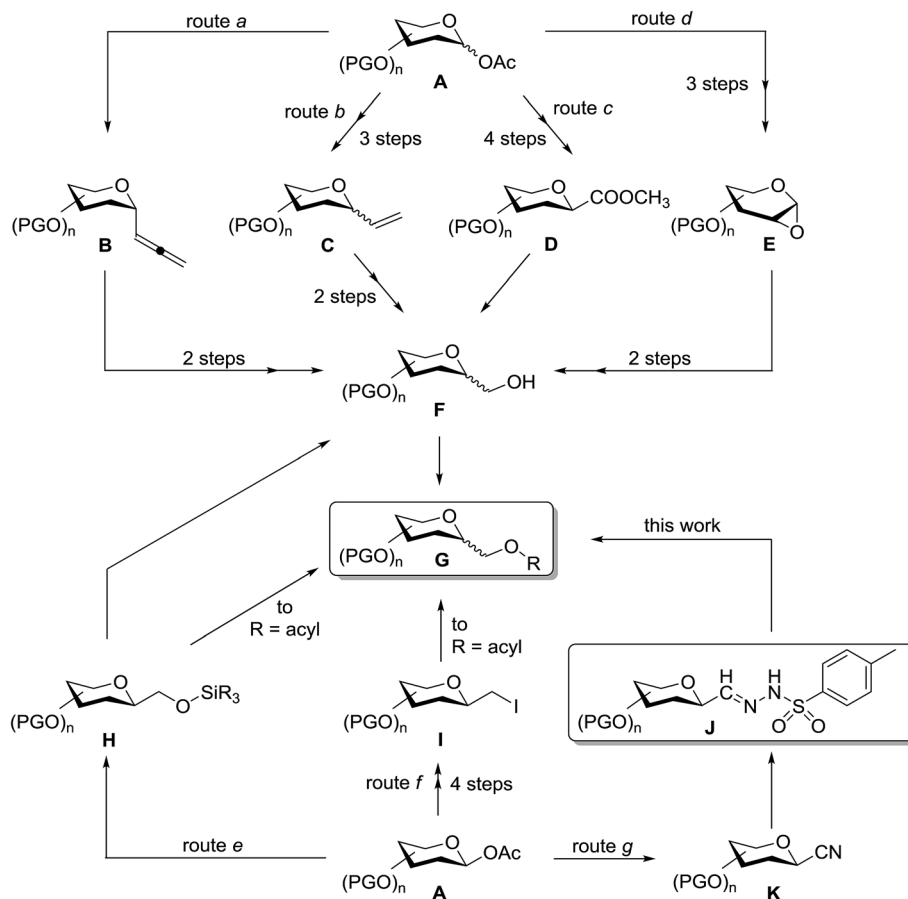 route a
route d
O
(PGO)n
OAc
A
route b
3 steps
route c
4 steps
3 steps
O
(PGO)n
B
O
(PGO)n
C
O
COOCH3
(PGO)n
D
O
(PGO)n
O
E
2 steps
2 steps
2 steps
O
OH
(PGO)n
F
O
O
R
(PGO)n
G
this work
to
R = acyl
to
R = acyl
O
SiR3
O
(PGO)n
H
O
I
(PGO)n
I
O
H
N
NH
S
O O
(PGO)n
J
route f
4 steps
route e
O
OAc
(PGO)n
A
route g
O
CN
(PGO)n
K